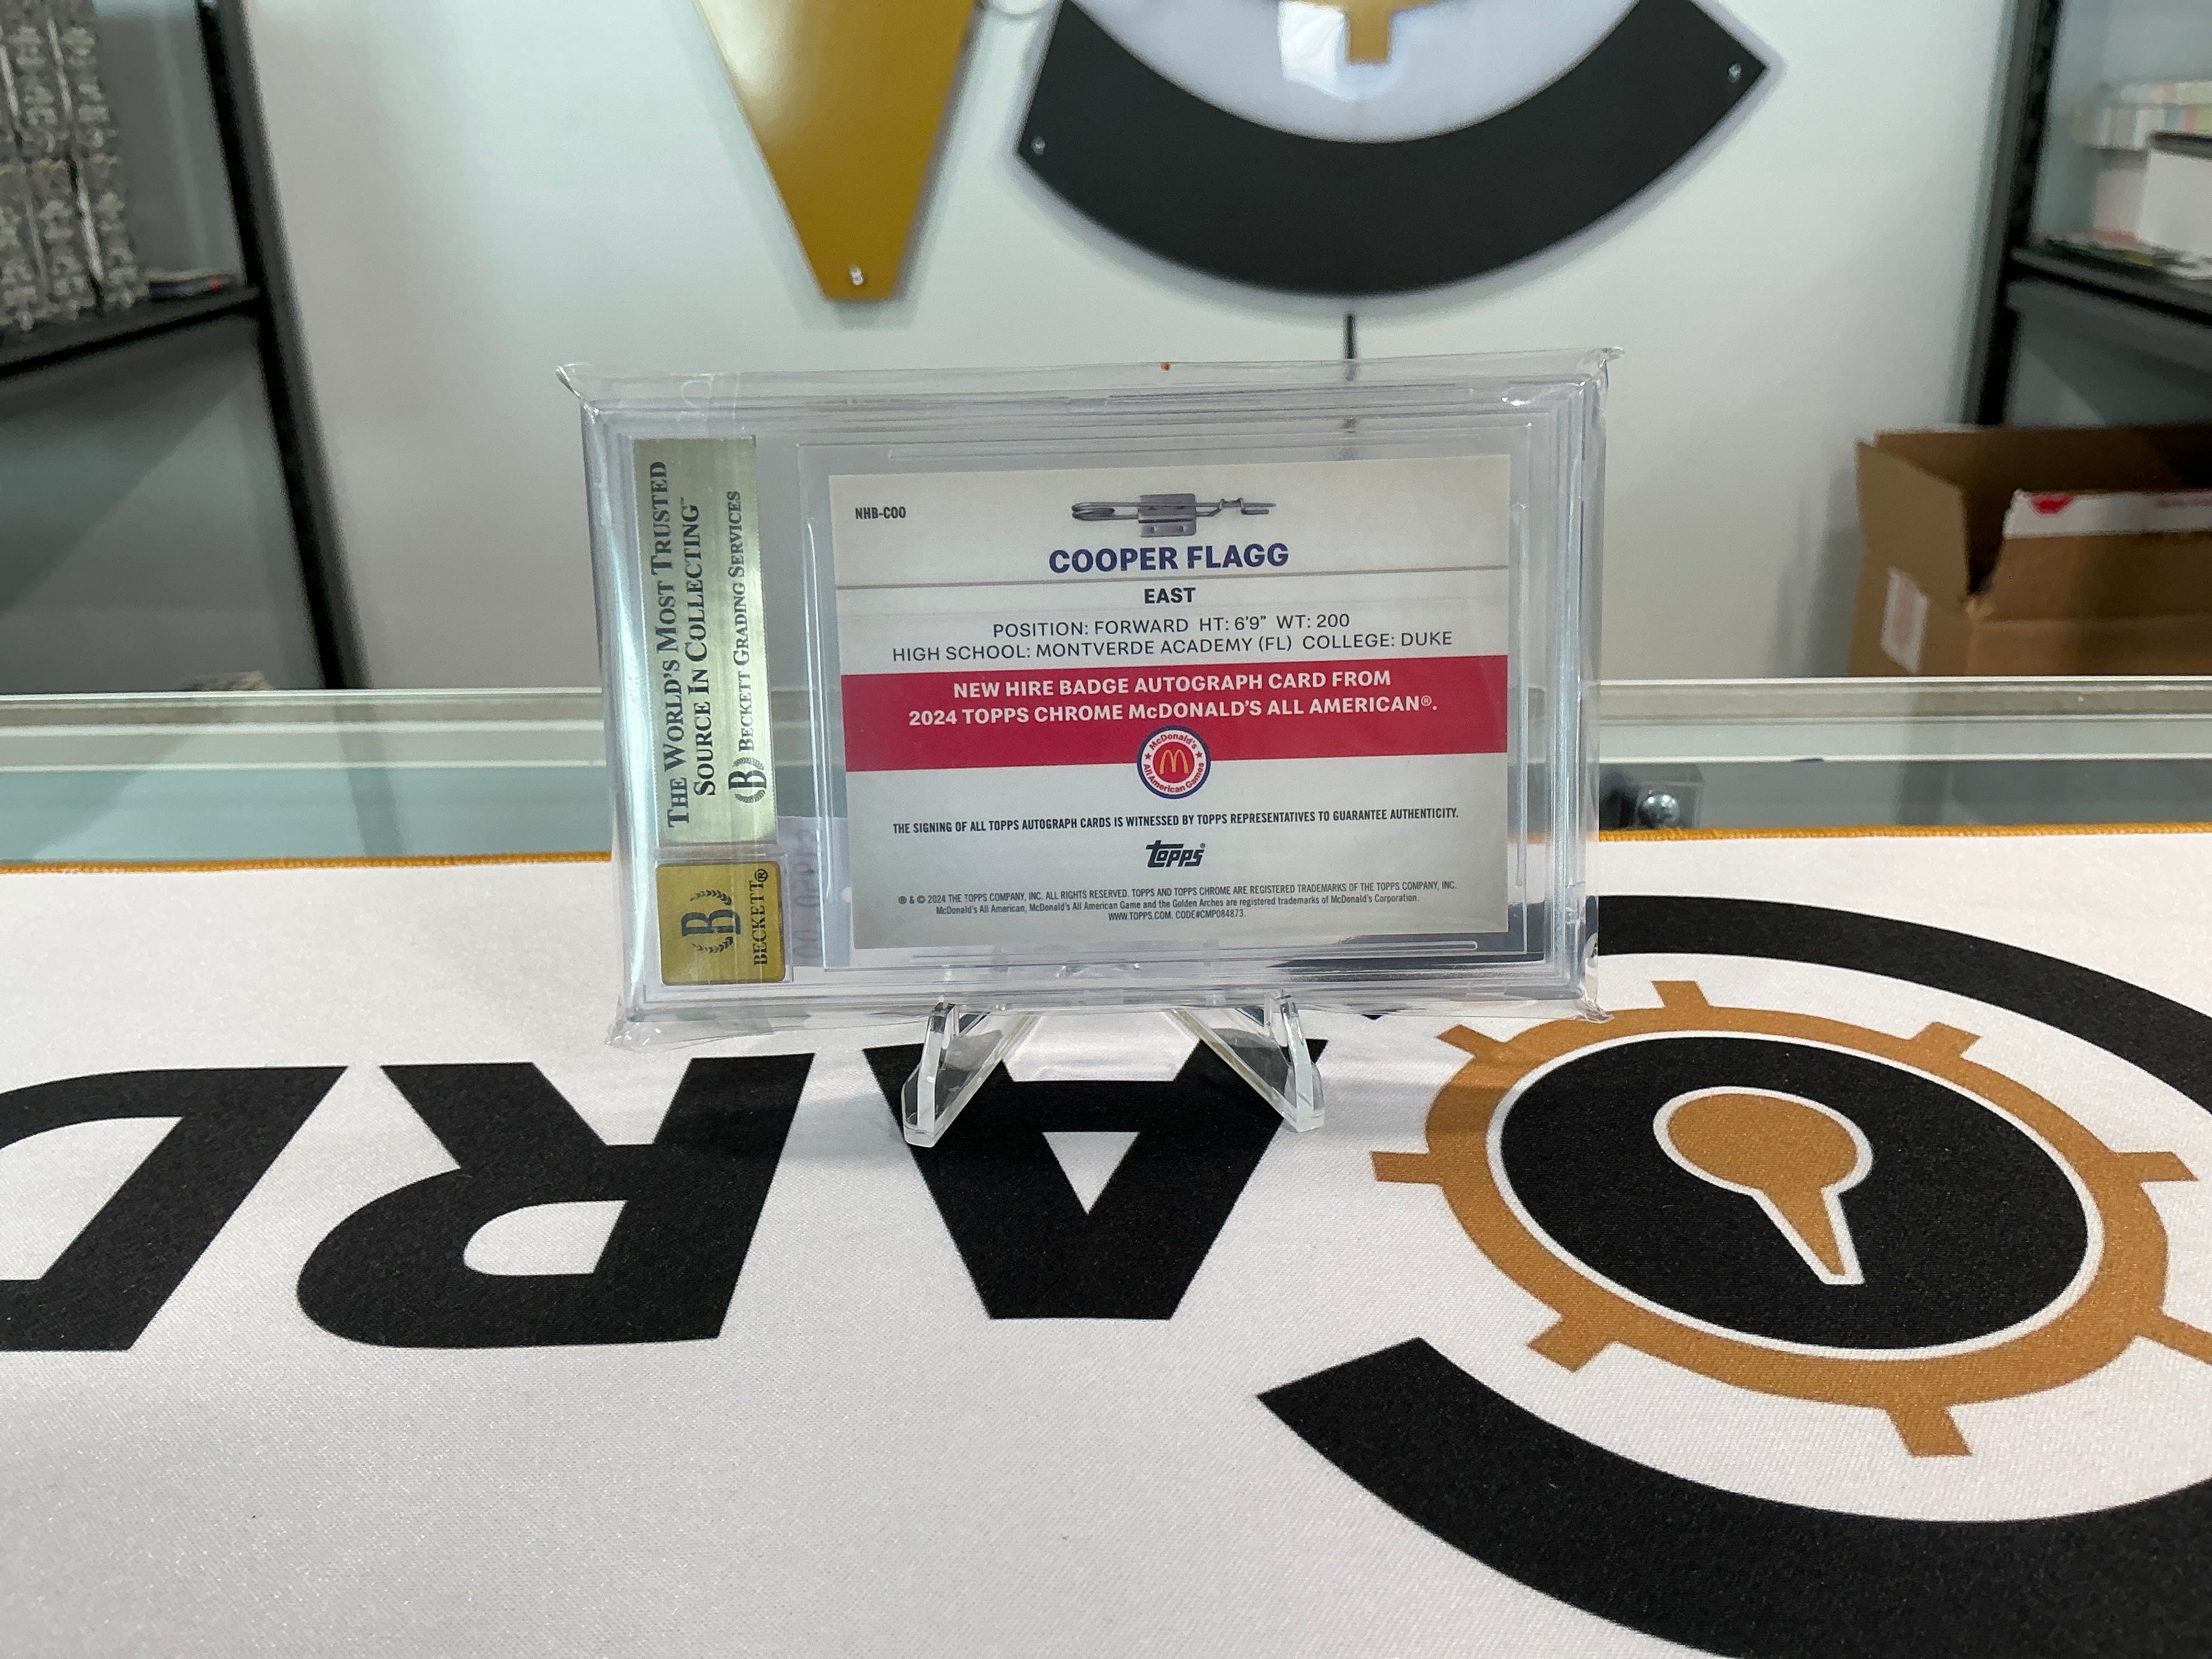 THE WORLD'S MOST TRUSTED
SOURCE IN COLLECTING™
BECKETT GRADING SERVICES
B
BECKETT®
NHB-COO
COOPER FLAGG
EAST
POSITION: FORWARD HT: 6'9" WT: 200
HIGH SCHOOL: MONTVERDE ACADEMY (FL) COLLEGE: DUKE
NEW HIRE BADGE AUTOGRAPH CARD FROM
2024 TOPPS CHROME McDONALD'S ALL AMERICAN®.
McDonald's
All American Games
THE SIGNING OF ALL TOPPS AUTOGRAPH CARDS IS WITNESSED BY TOPPS REPRESENTATIVES TO GUARANTEE AUTHENTICITY.
topps®
® & © 2024 THE TOPPS COMPANY, INC. ALL RIGHTS RESERVED. TOPPS AND TOPPS CHROME ARE REGISTERED TRADEMARKS OF THE TOPPS COMPANY, INC.
McDonald's All American, McDonald's All American Game and the Golden Arches are registered trademarks of McDonald's Corporation.
WWW.TOPPS.COM. CODE#CMP084873.
CARD